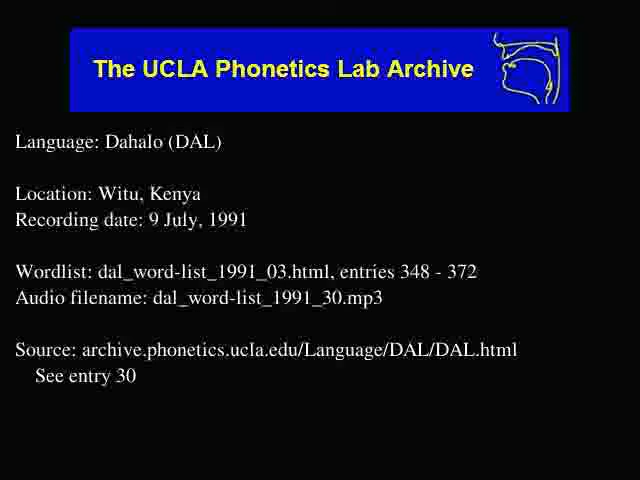 The UCLA Phonetics Lab Archive
Language: Dahalo (DAL)
Location: Witu, Kenya
Recording date: 9 July, 1991
Wordlist: dal_word-list_1991_03.html, entries 348 - 372
Audio filename: dal_word-list_1991_30.mp3
Source: archive.phonetics.ucla.edu/Language/DAL/DAL.html
See entry 30